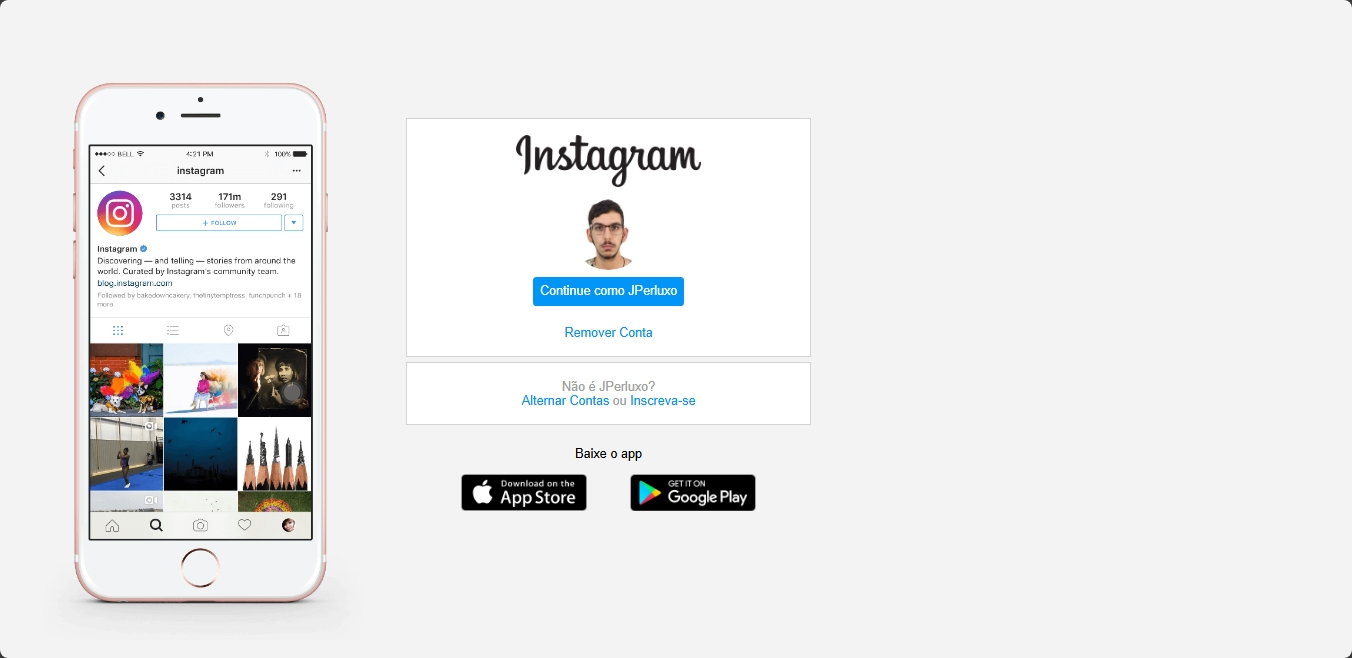 ●●●○○ BELL 4:21 PM 100%
instagram
3314 171m 291
posts followers following
+ FOLLOW
Instagram
Discovering — and telling — stories from around the
world. Curated by Instagram's community team.
blog.instagram.com
Followed by bakedowncakery, thetinytemptress, funchpunch + 18
more
Instagram
Continue como JPerluxo
Remover Conta
Não é JPerluxo?
Alternar Contas ou Inscreva-se
Baixe o app
Download on the
App Store
GET IT ON
Google Play